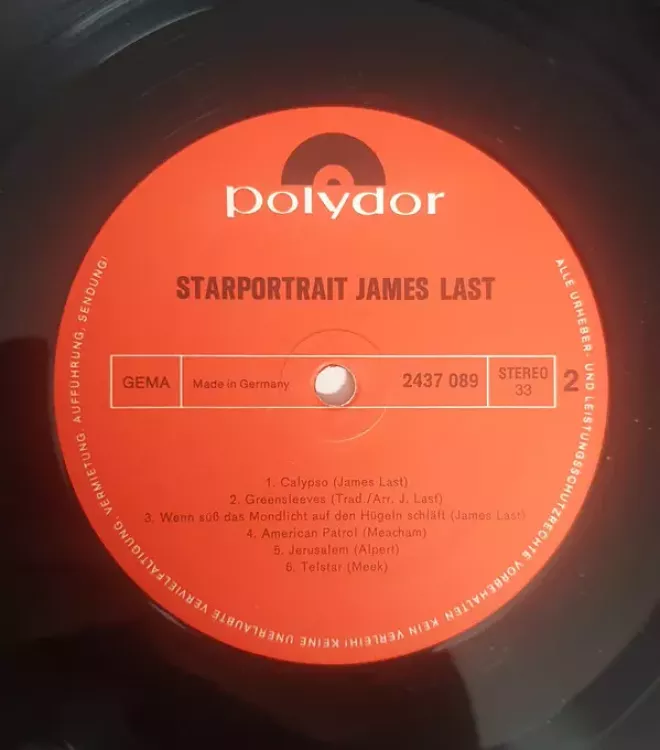 polydor
STARPORTRAIT JAMES LAST
GEMA
Made in Germany
2437 089
STEREO
33
2
1. Calypso (James Last)
2. Greensleeves (Trad./Arr. J. Last)
3. Wenn süß das Mondlicht auf den Hügeln schläft (James Last)
4. American Patrol (Meacham)
5. Jerusalem (Alpert)
6. Telstar (Meek)
ALLE URHEBER- UND LEISTUNGSSCHUTZRECHTE VORBEHALTEN KEIN VERLEIH! KEINE UNERLAUBTE VERVIELFÄLTIGUNG, VERMIETUNG, AUFFÜHRUNG, SENDUNG!